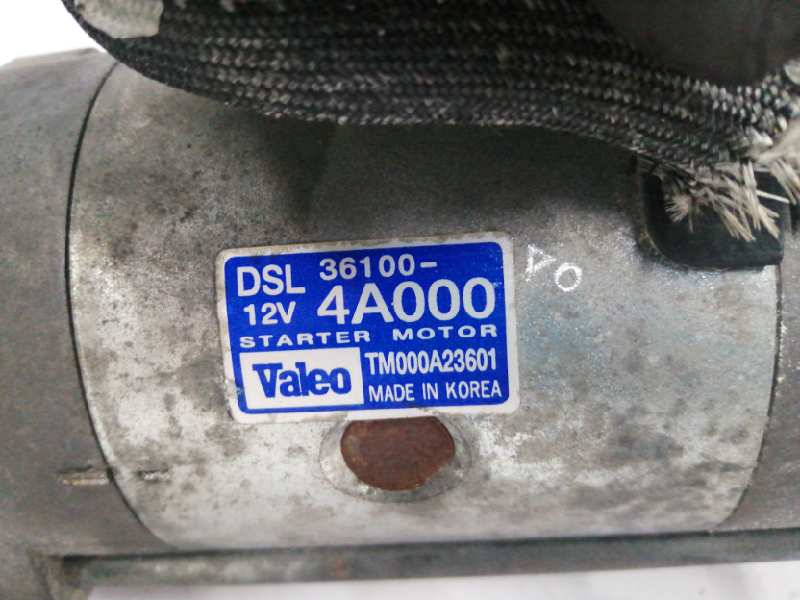 DSL 36100-
12V 4A000
STARTER MOTOR
Valeo TM000A23601
MADE IN KOREA